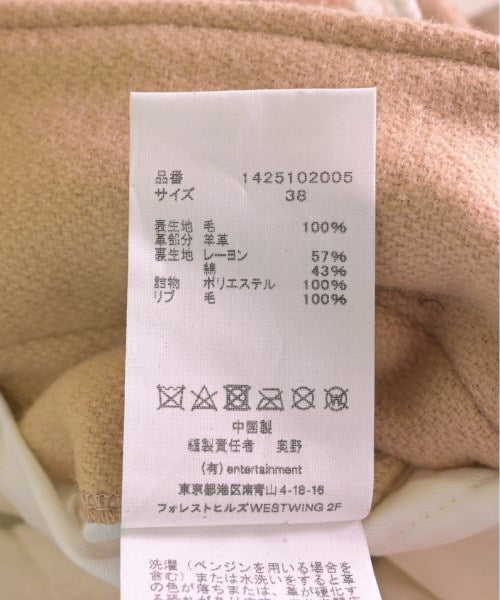 品番 1425102005
サイズ 38
表生地 毛 100%
革部分 羊革
裏生地 レーヨン 57%
綿 43%
詰物 ポリエステル 100%
リブ 毛 100%
中国製
縫製責任者 奥野
(有) entertainment
東京都港区南青山4-18-16
フォレストヒルズWESTWING 2F
洗濯 (ベンジンを用いる場合を
含む) または水洗いをすると革
の色が落ちまたは、革が硬化す